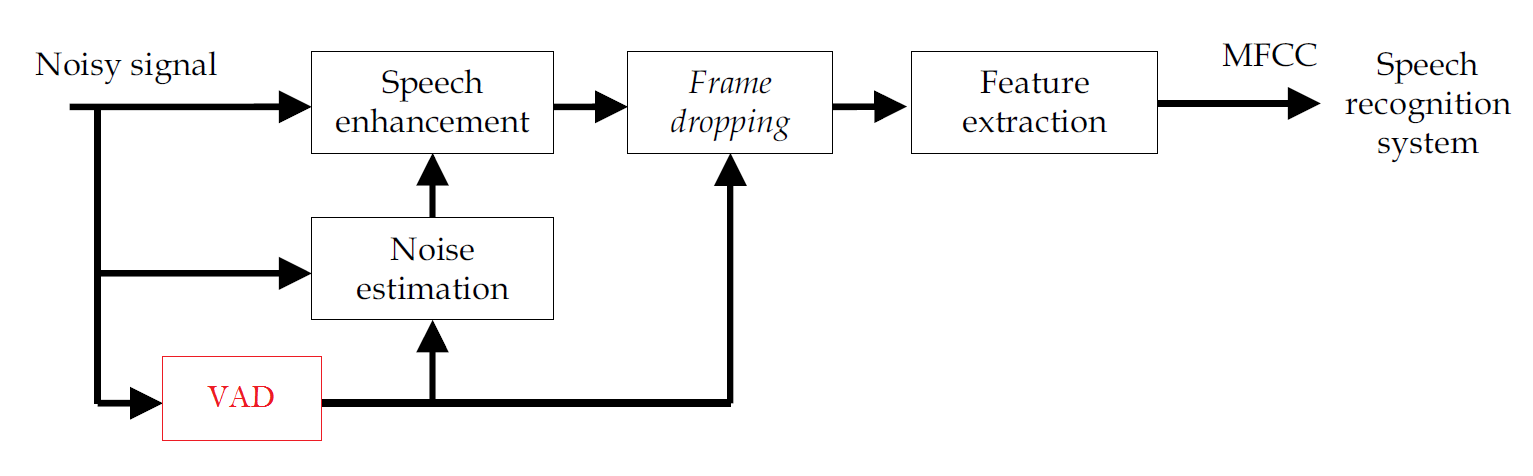 Noisy signal
Speech
enhancement
Frame
dropping
Feature
extraction
MFCC
Speech
recognition
system
Noise
estimation
VAD